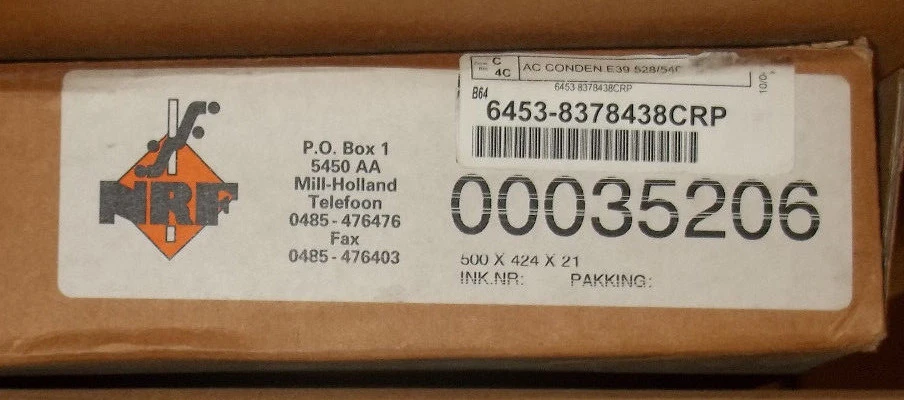 NRF
P.O. Box 1
5450 AA
Mill-Holland
Telefoon
0485-476476
Fax
0485-476403
C
4C
AC CONDEN E39 528/540
6453 8378438CRP
B64
6453-8378438CRP
00035206
500 X 424 X 21
INK.NR: PAKKING: